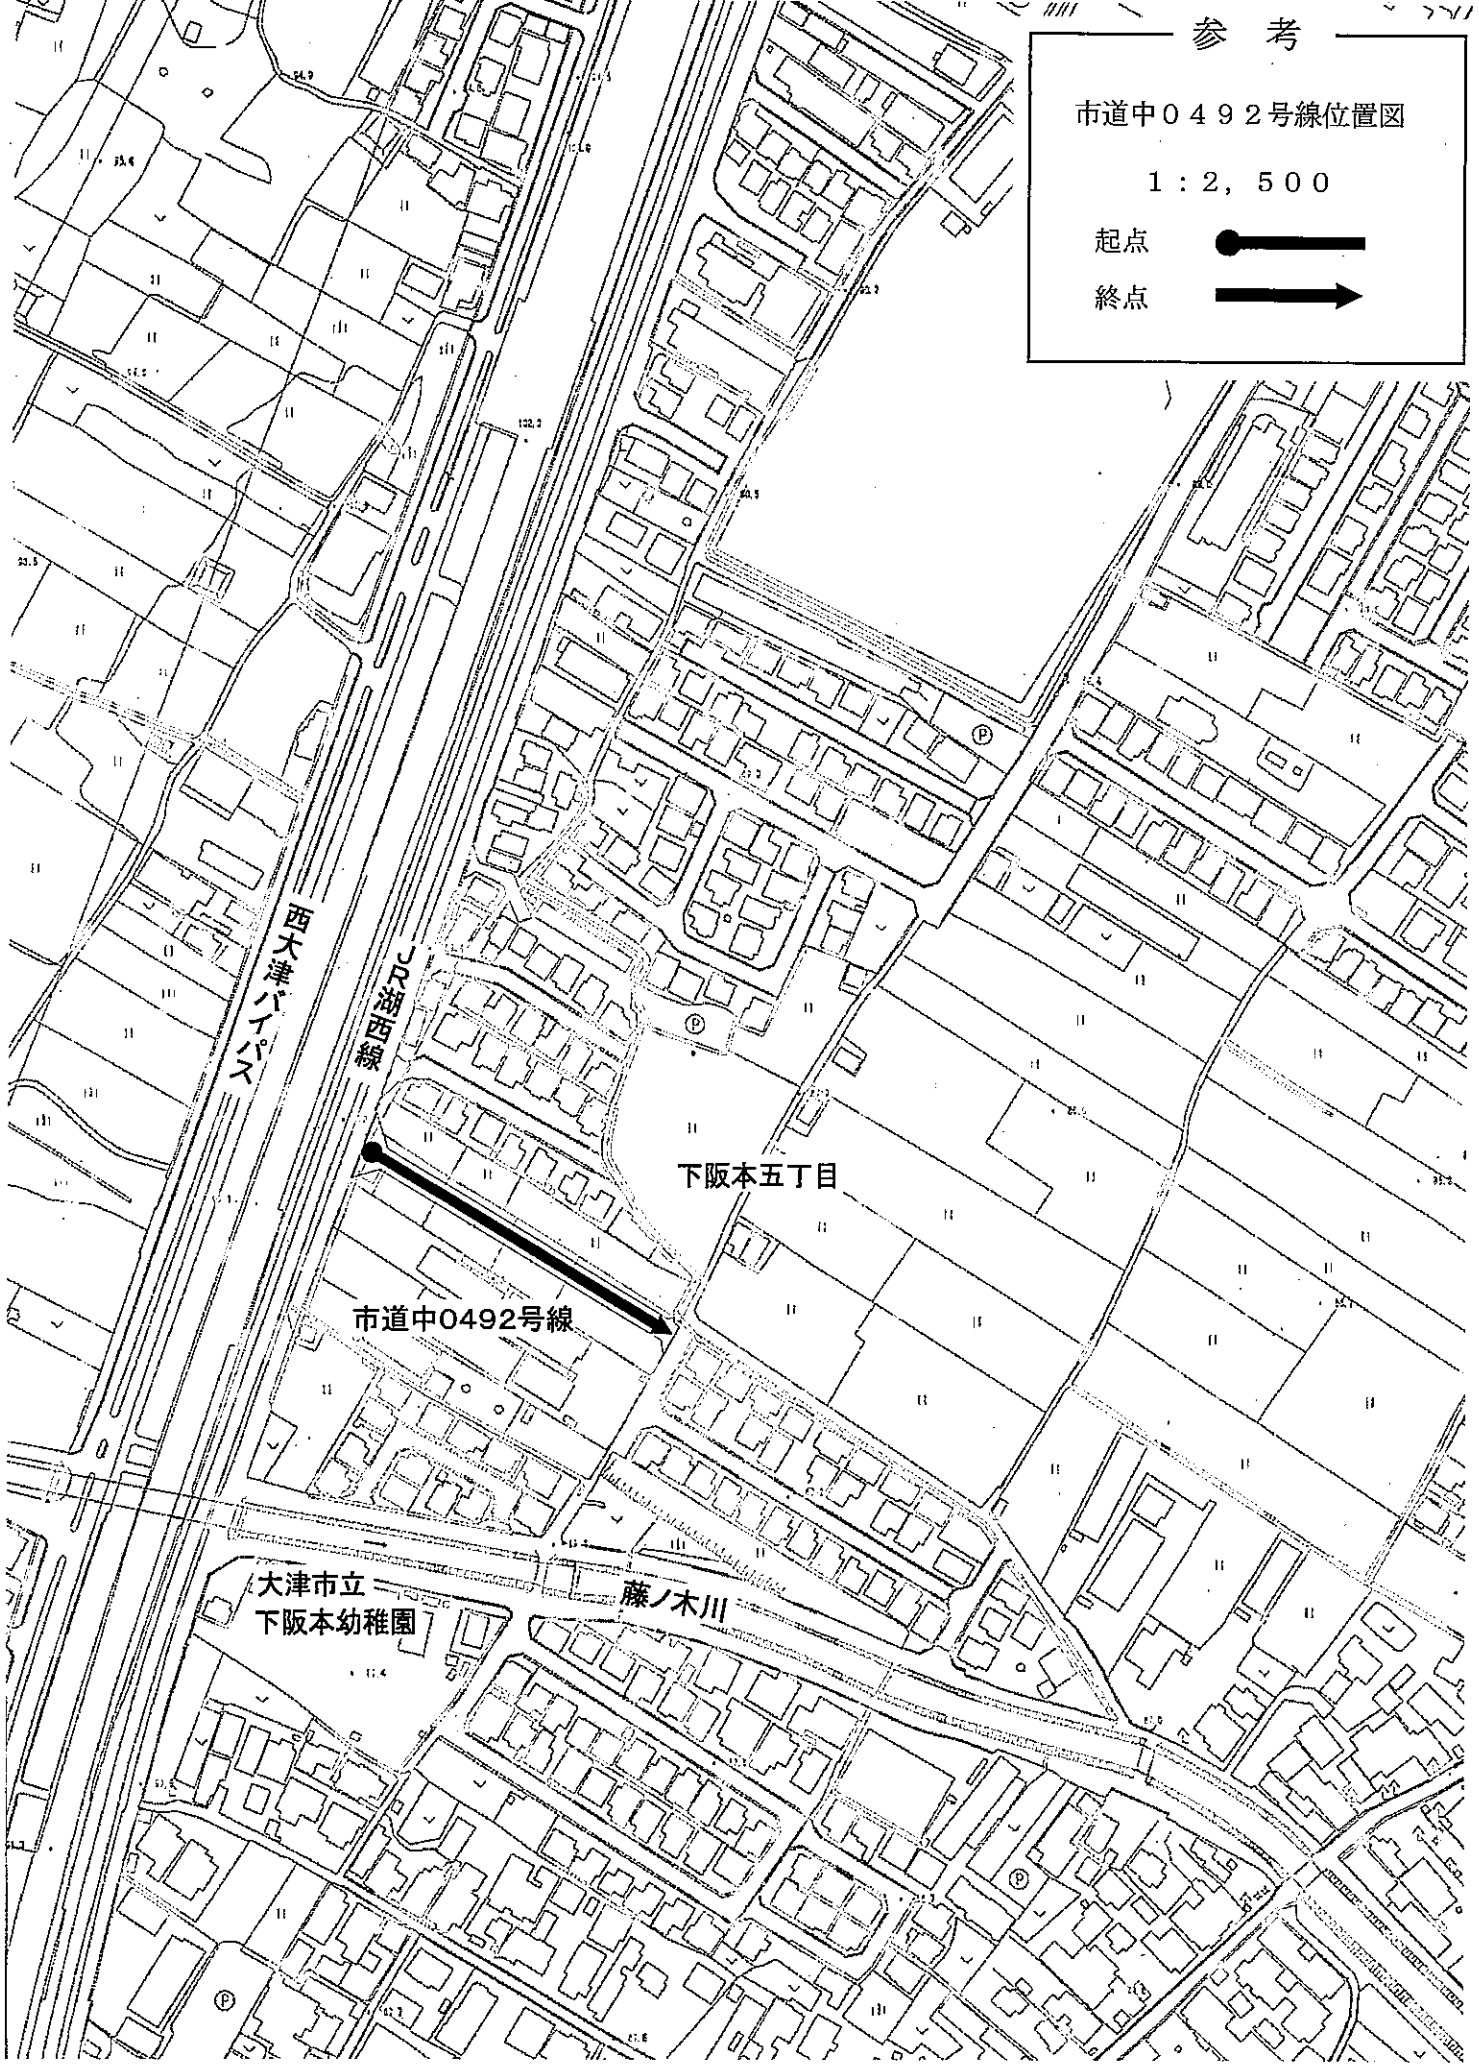 参考
市道中0492号線位置図
1:2,500
起点
終点
西大津バイパス
JR湖西線
下阪本五丁目
市道中0492号線
大津市立
下阪本幼稚園
藤ノ木川
P
P
P
P